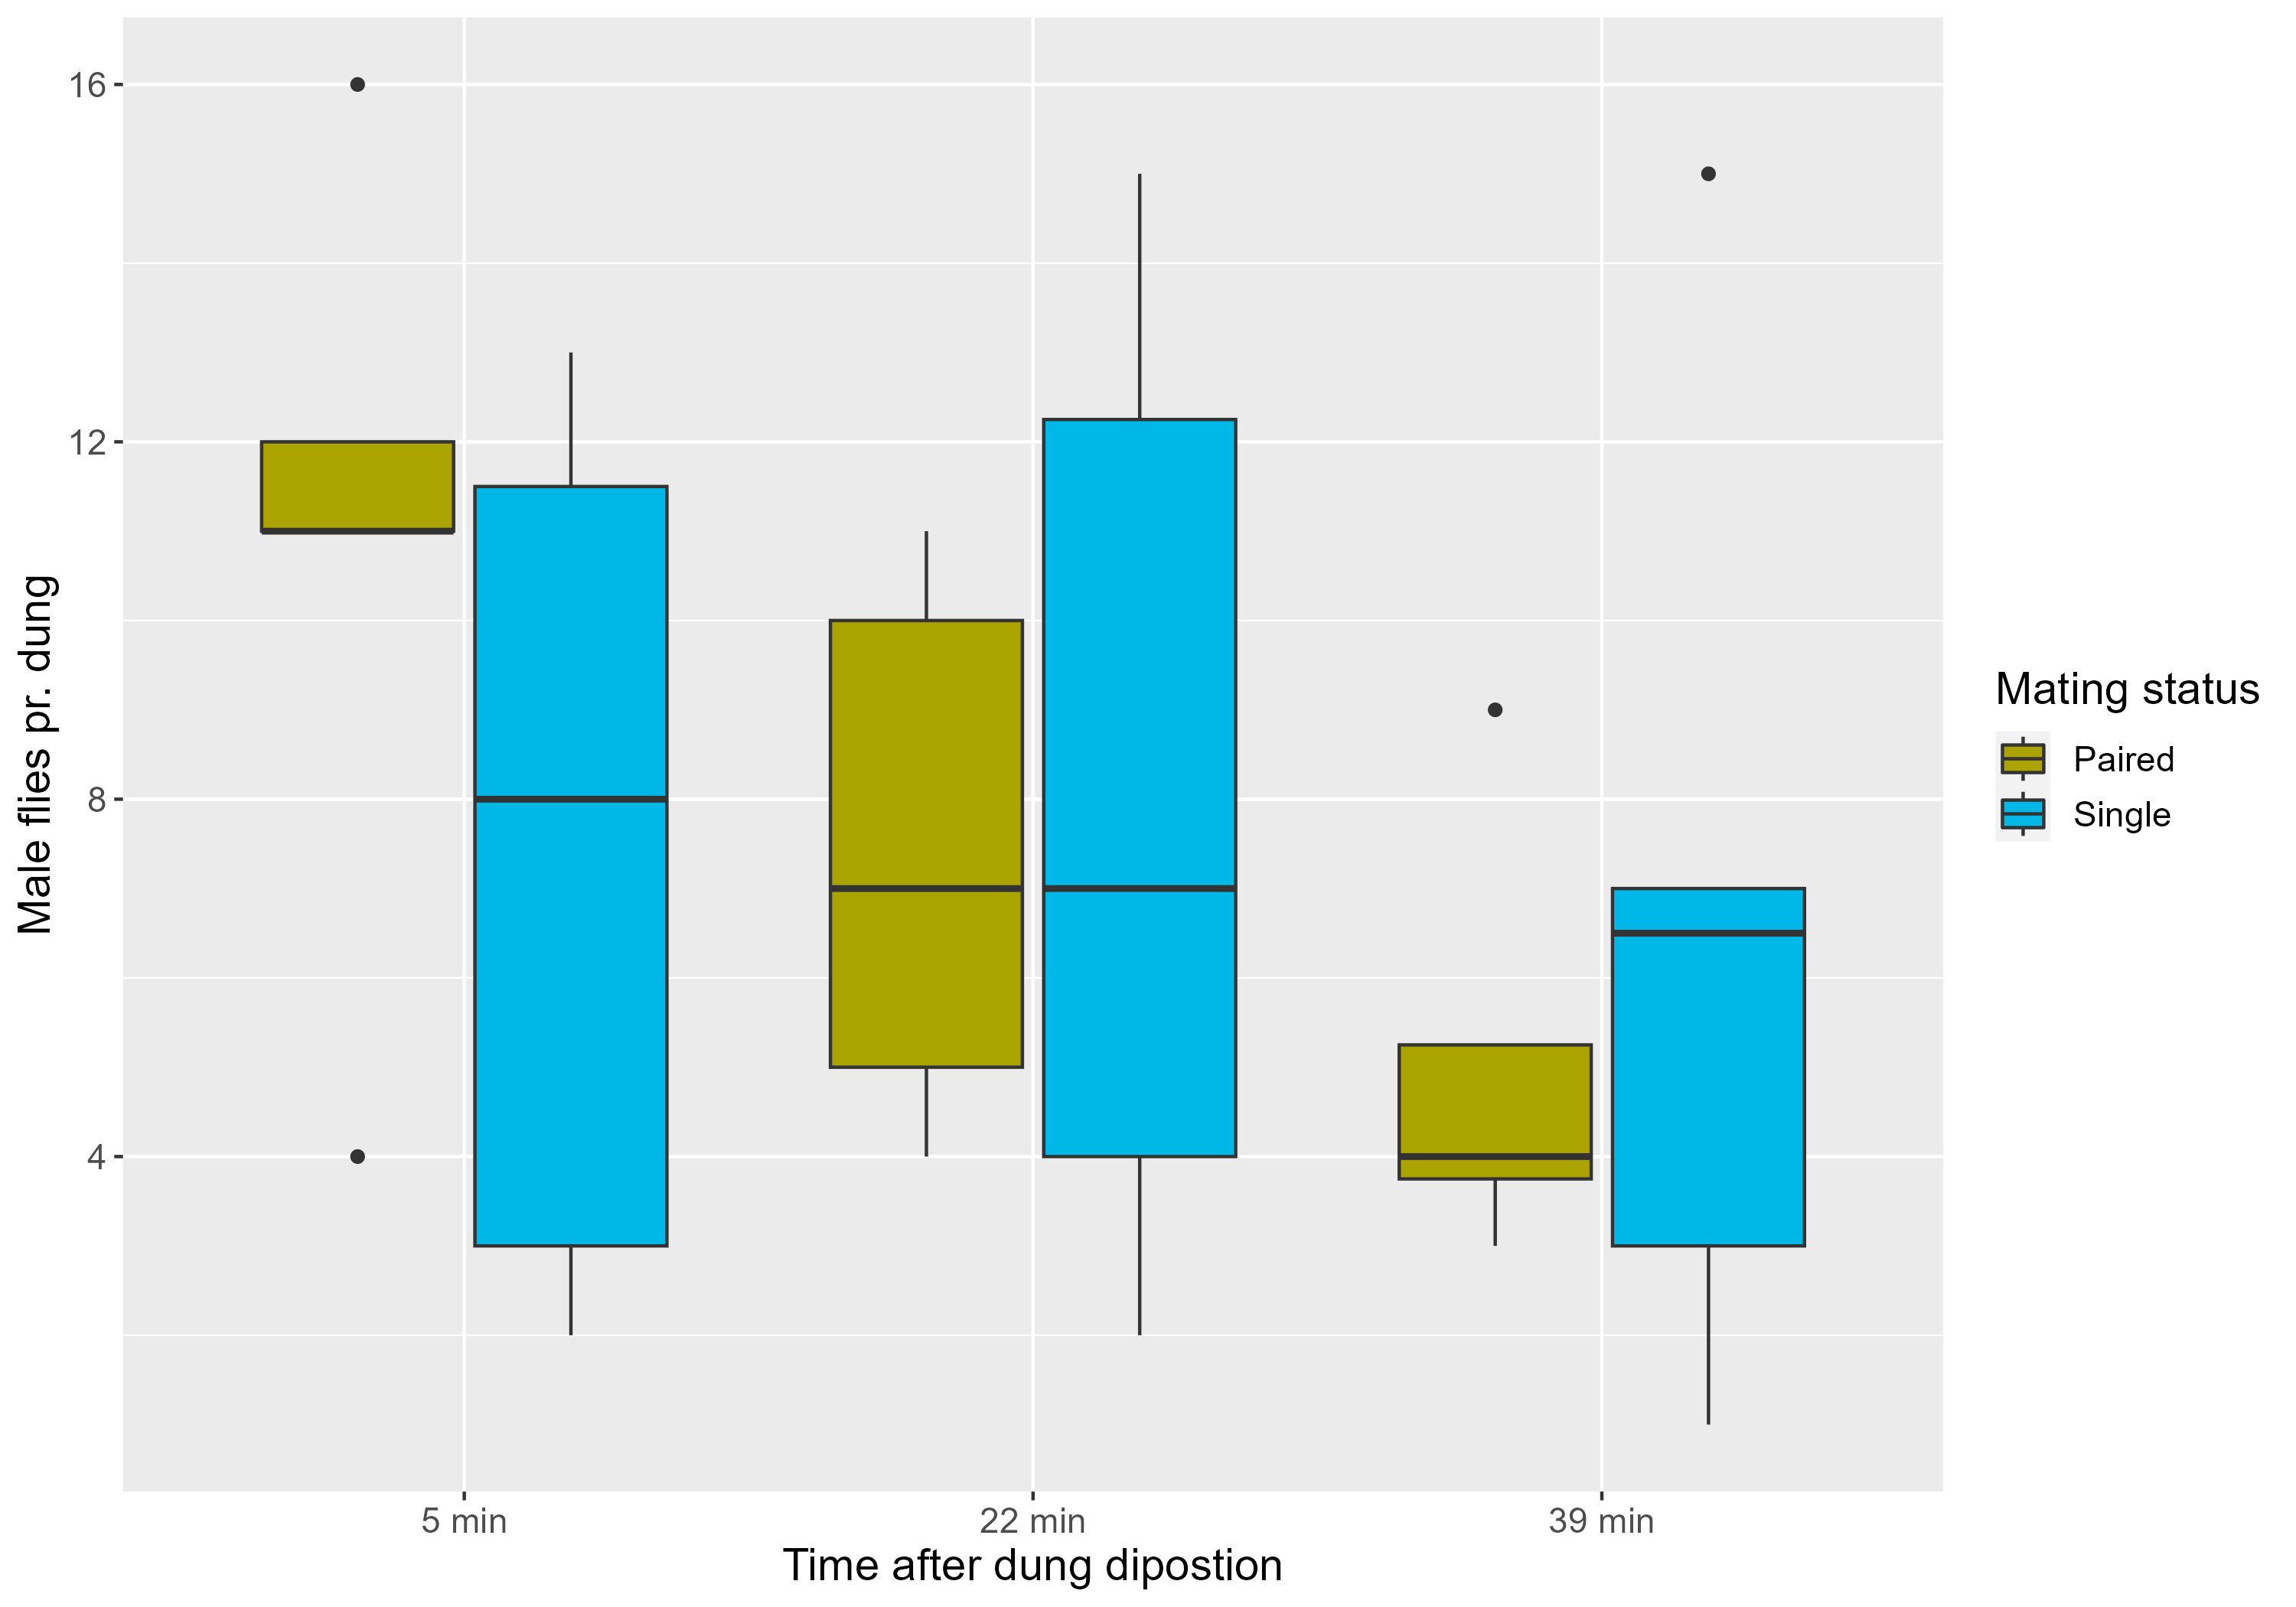 Male flies pr. dung
16
12
8
4
5 min
22 min
39 min
Time after dung dipostion
Mating status
Paired
Single